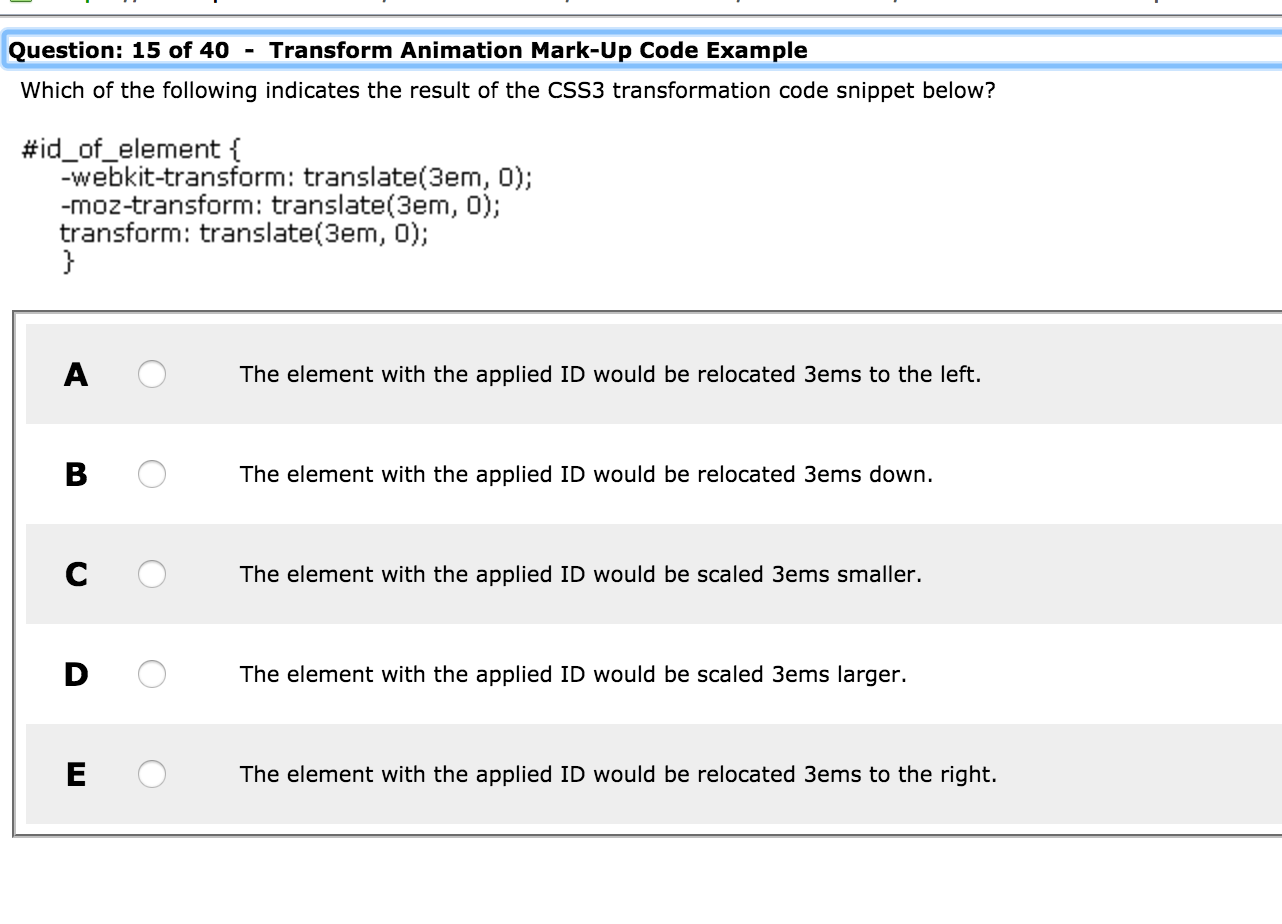 Question: 15 of 40 - Transform Animation Mark-Up Code Example
Which of the following indicates the result of the CSS3 transformation code snippet below?
#id_of_element {
-webkit-transform: translate(3em, 0);
-moz-transform: translate(3em, 0);
transform: translate(3em, 0);
}
A The element with the applied ID would be relocated 3ems to the left.
B The element with the applied ID would be relocated 3ems down.
C The element with the applied ID would be scaled 3ems smaller.
D The element with the applied ID would be scaled 3ems larger.
E The element with the applied ID would be relocated 3ems to the right.